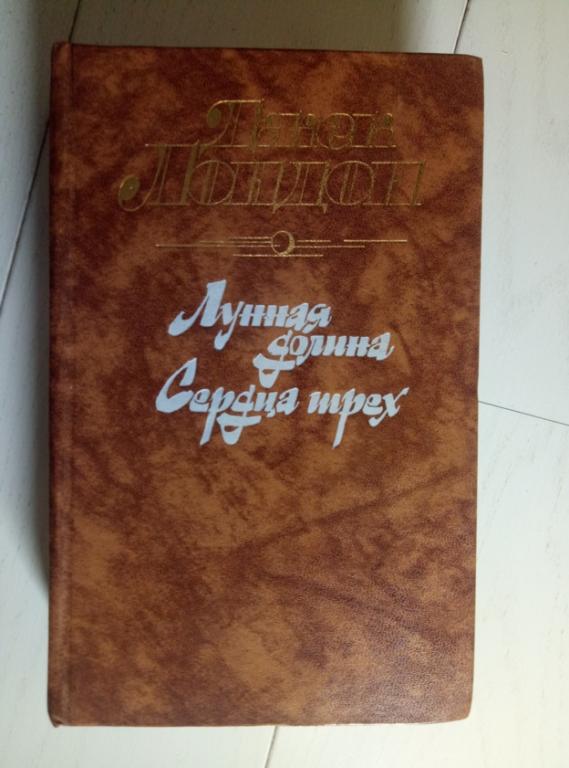 Джек
Лондон
Лунная
долина
Сердца трех